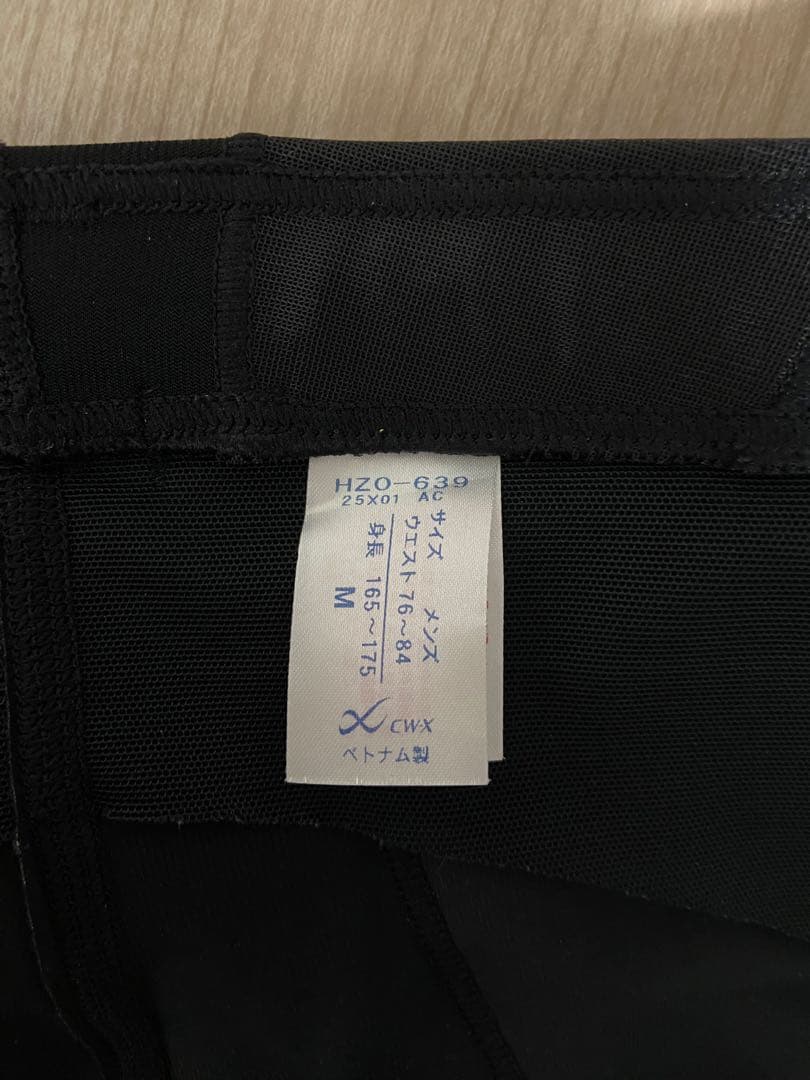 HZO-639
25X01 AC
サイズ メンズ
ウエスト 76〜84
身長 165〜175
M
CW-X
ベトナム製